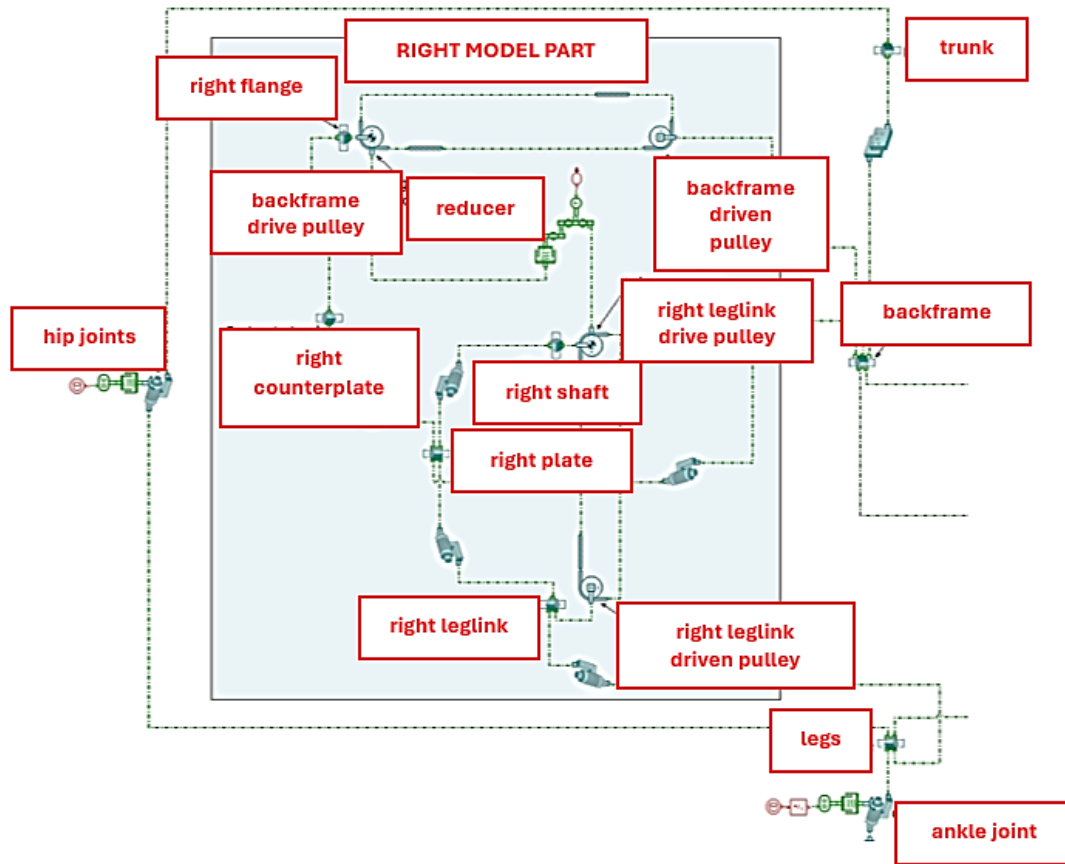 RIGHT MODEL PART
trunk
right flange
backframe
drive pulley
reducer
backframe
driven
pulley
hip joints
right leglink
drive pulley
backframe
right
counterplate
right shaft
right plate
right leglink
right leglink
driven pulley
legs
ankle joint